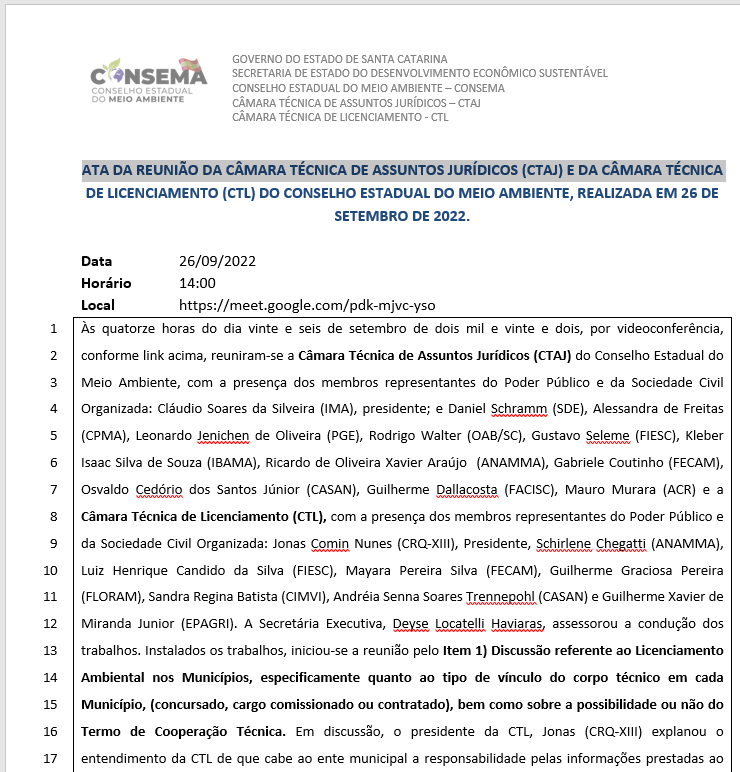 CONSEMA
CONSELHO ESTADUAL
DO MEIO AMBIENTE
GOVERNO DO ESTADO DE SANTA CATARINA
SECRETARIA DE ESTADO DO DESENVOLVIMENTO ECONÔMICO SUSTENTÁVEL
CONSELHO ESTADUAL DO MEIO AMBIENTE – CONSEMA
CÂMARA TÉCNICA DE ASSUNTOS JURÍDICOS – CTAJ
CÂMARA TÉCNICA DE LICENCIAMENTO - CTL
ATA DA REUNIÃO DA CÂMARA TÉCNICA DE ASSUNTOS JURÍDICOS (CTAJ) E DA CÂMARA TÉCNICA
DE LICENCIAMENTO (CTL) DO CONSELHO ESTADUAL DO MEIO AMBIENTE, REALIZADA EM 26 DE
SETEMBRO DE 2022.
Data 26/09/2022
Horário 14:00
Local https://meet.google.com/pdk-mjvc-yso
1 Às quatorze horas do dia vinte e seis de setembro de dois mil e vinte e dois, por videoconferência,
2 conforme link acima, reuniram-se a Câmara Técnica de Assuntos Jurídicos (CTAJ) do Conselho Estadual do
3 Meio Ambiente, com a presença dos membros representantes do Poder Público e da Sociedade Civil
4 Organizada: Cláudio Soares da Silveira (IMA), presidente; e Daniel Schramm (SDE), Alessandra de Freitas
5 (CPMA), Leonardo Jenichen de Oliveira (PGE), Rodrigo Walter (OAB/SC), Gustavo Seleme (FIESC), Kleber
6 Isaac Silva de Souza (IBAMA), Ricardo de Oliveira Xavier Araújo (ANAMMA), Gabriele Coutinho (FECAM),
7 Osvaldo Cedório dos Santos Júnior (CASAN), Guilherme Dallacosta (FACISC), Mauro Murara (ACR) e a
8 Câmara Técnica de Licenciamento (CTL), com a presença dos membros representantes do Poder Público e
9 da Sociedade Civil Organizada: Jonas Comin Nunes (CRQ-XIII), Presidente, Schirlene Chegatti (ANAMMA),
10 Luiz Henrique Candido da Silva (FIESC), Mayara Pereira Silva (FECAM), Guilherme Graciosa Pereira
11 (FLORAM), Sandra Regina Batista (CIMVI), Andréia Senna Soares Trennepohl (CASAN) e Guilherme Xavier de
12 Miranda Junior (EPAGRI). A Secretária Executiva, Deyse Locatelli Haviaras, assessorou a condução dos
13 trabalhos. Instalados os trabalhos, iniciou-se a reunião pelo Item 1) Discussão referente ao Licenciamento
14 Ambiental nos Municípios, especificamente quanto ao tipo de vínculo do corpo técnico em cada
15 Município, (concursado, cargo comissionado ou contratado), bem como sobre a possibilidade ou não do
16 Termo de Cooperação Técnica. Em discussão, o presidente da CTL, Jonas (CRQ-XIII) explanou o
17 entendimento da CTL de que cabe ao ente municipal a responsabilidade pelas informações prestadas ao